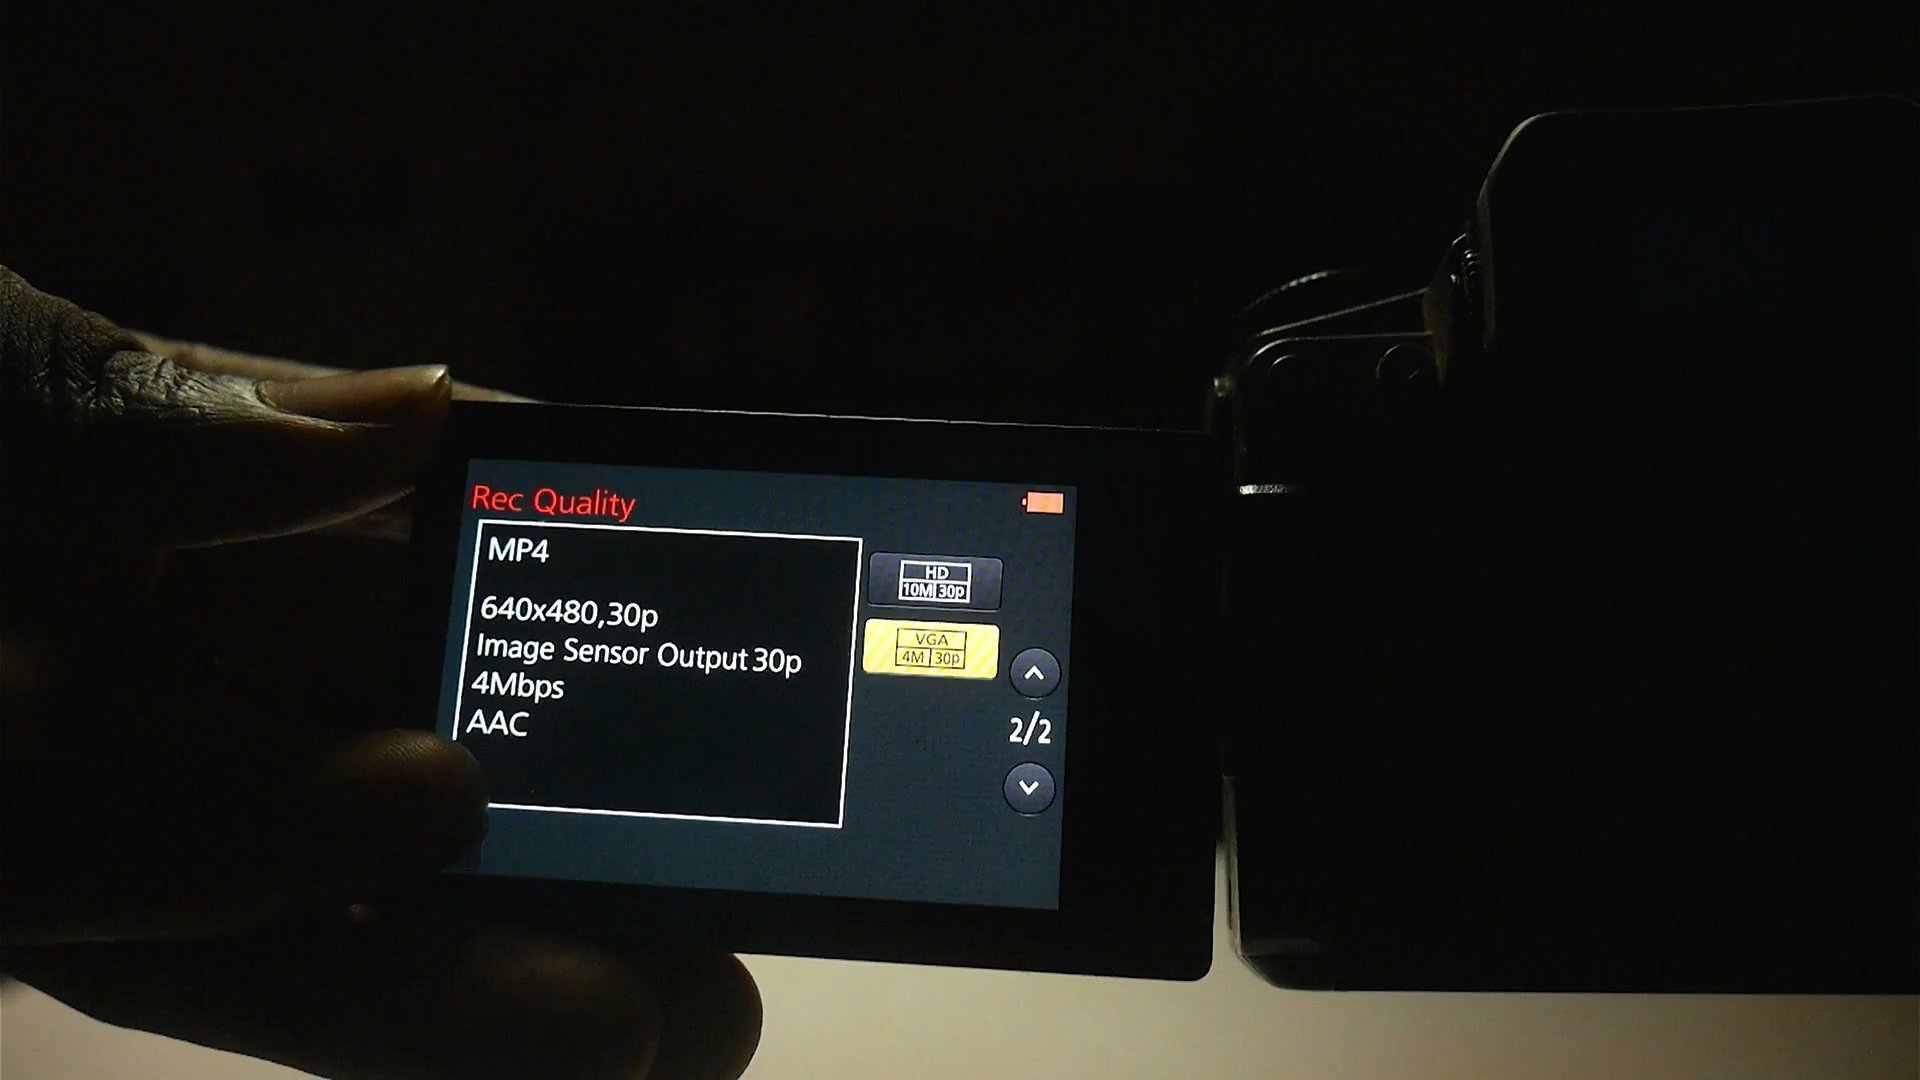 Rec Quality
MP4
640x480,30p
Image Sensor Output 30p
4Mbps
AAC
HD
10M 30p
VGA
4M 30p
2/2